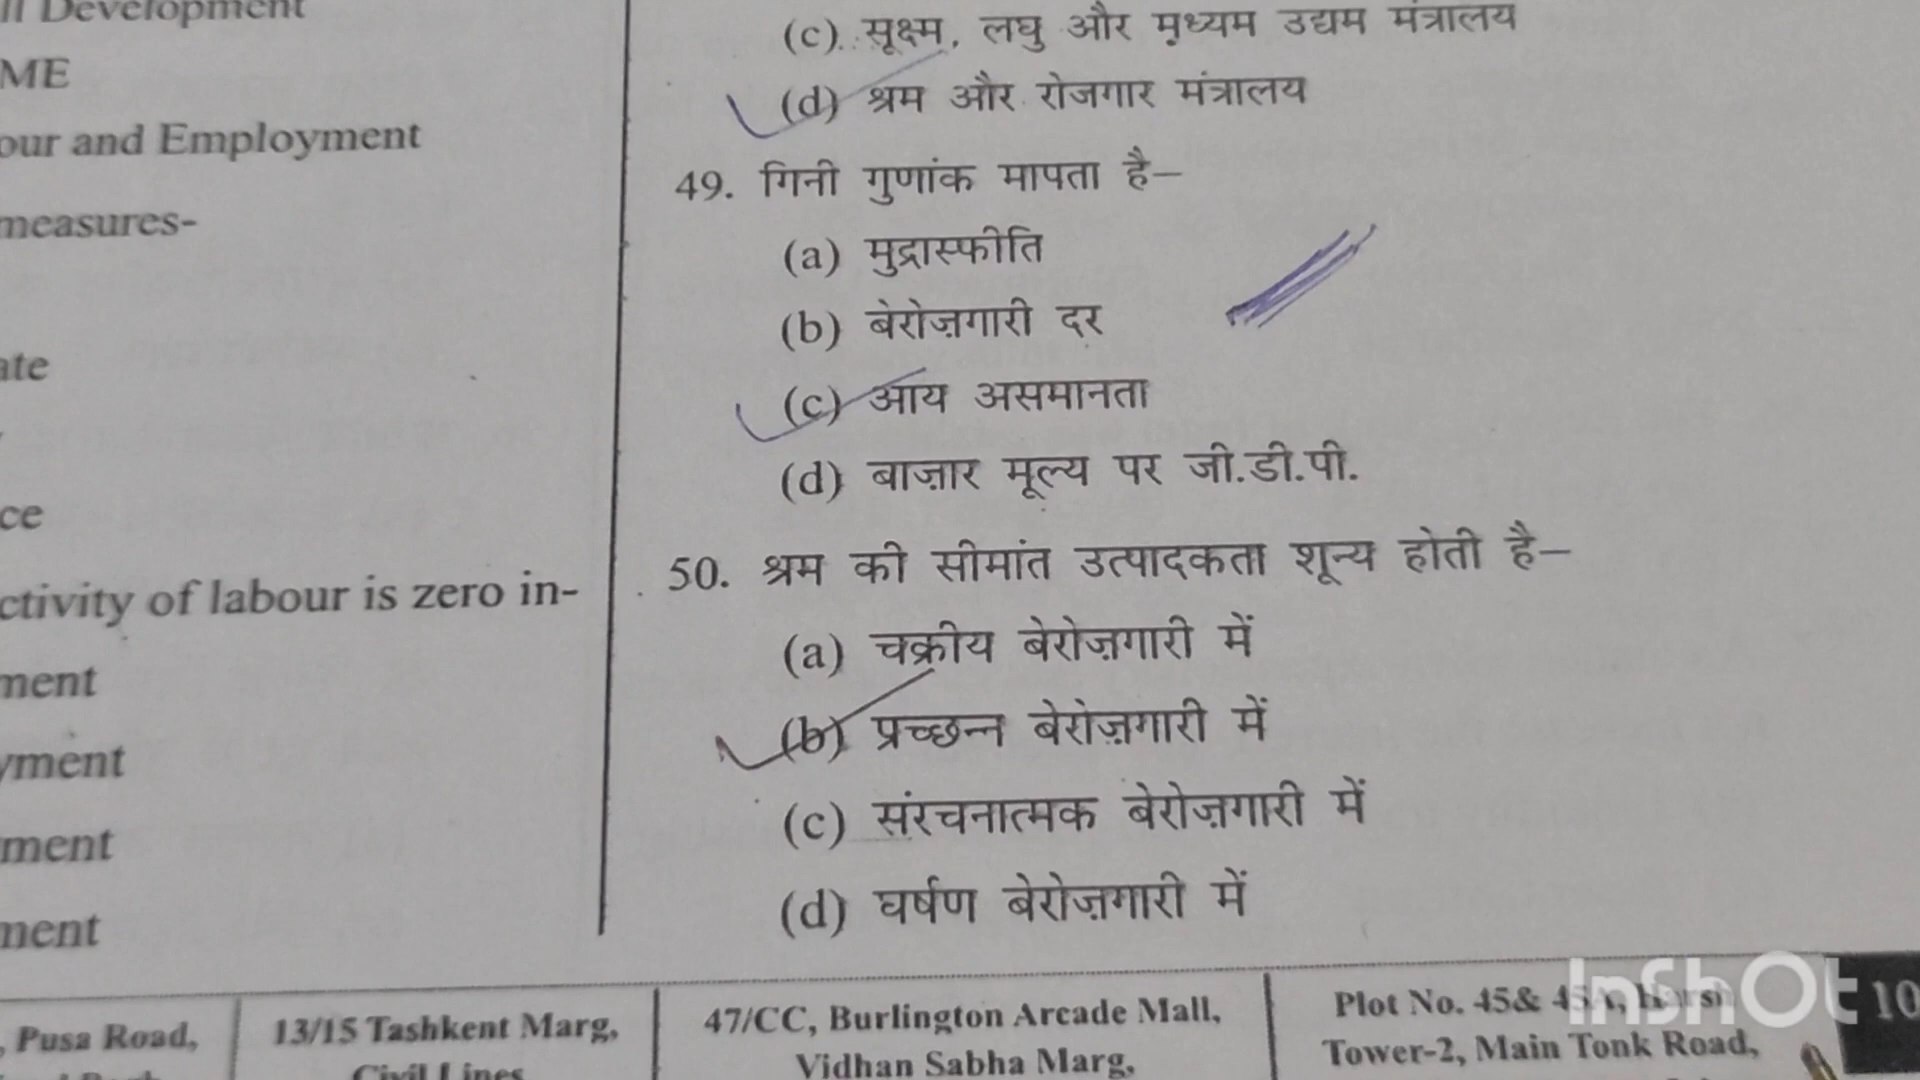 Development
ME
our and Employment
measures-
ate
ce
ctivity of labour is zero in-
ment
yment
ment
ment
(c) सूक्ष्म, लघु और मध्यम उद्यम मंत्रालय
(d) श्रम और रोजगार मंत्रालय
49. गिनी गुणांक मापता है–
(a) मुद्रास्फीति
(b) बेरोज़गारी दर
(c) आय असमानता
(d) बाज़ार मूल्य पर जी.डी.पी.
50. श्रम की सीमांत उत्पादकता शून्य होती है–
(a) चक्रीय बेरोज़गारी में
(b) प्रच्छन्न बेरोज़गारी में
(c) संरचनात्मक बेरोज़गारी में
(d) घर्षण बेरोज़गारी में
, Pusa Road,
13/15 Tashkent Marg,
Civil Lines
47/CC, Burlington Arcade Mall,
Vidhan Sabha Marg,
Plot No. 45& 45A,
Tower-2, Main Tonk Road,
InShOt
10